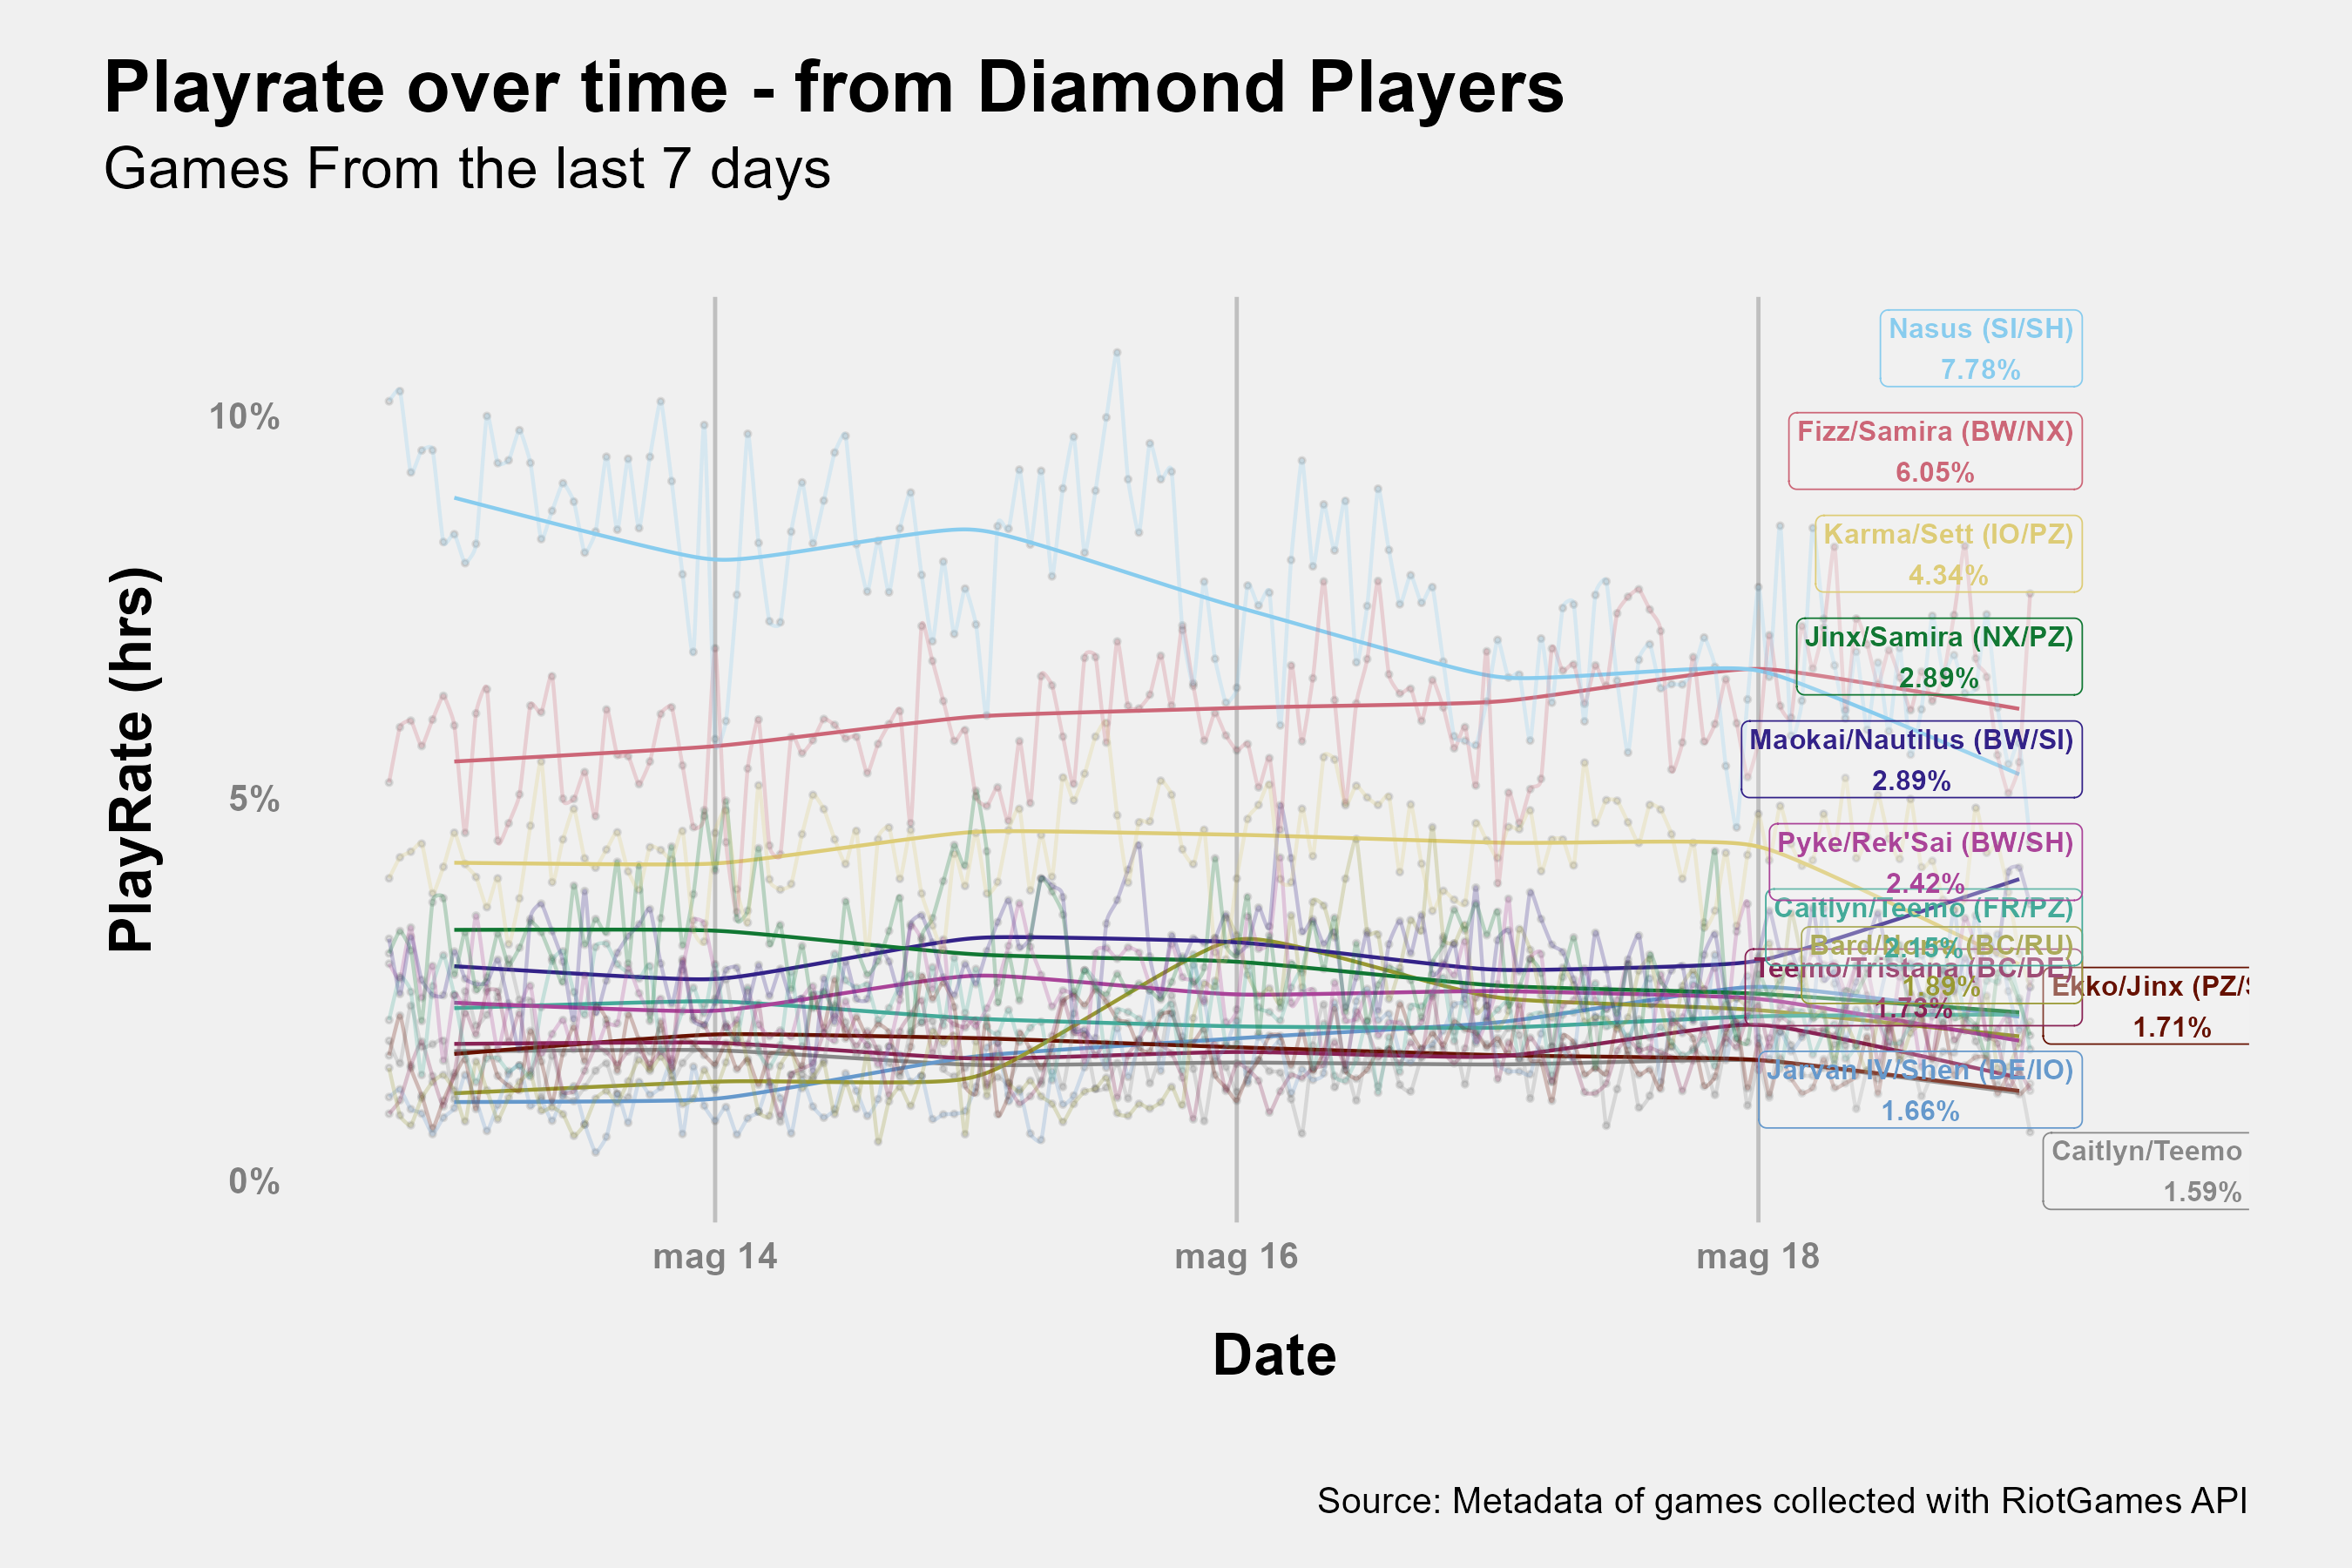 Playrate over time - from Diamond Players
Games From the last 7 days
PlayRate (hrs)
10%
5%
0%
Nasus (SI/SH)
7.78%
Fizz/Samira (BW/NX)
6.05%
Karma/Sett (IO/PZ)
4.34%
Jinx/Samira (NX/PZ)
2.89%
Maokai/Nautilus (BW/SI)
2.89%
Pyke/Rek'Sai (BW/SH)
2.42%
Caitlyn/Teemo (FR/PZ)
2.15%
(BC/RU)
1.89%
Teemo/Tristana (BC/DE)
1.73%
Ekko/Jinx (PZ/
1.71%
Jarvan IV/Shen (DE/IO)
1.66%
Caitlyn/Teemo
1.59%
mag 14
mag 16
mag 18
Date
Source: Metadata of games collected with RiotGames API